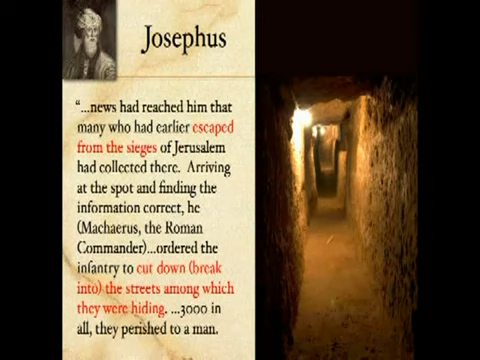 Josephus
“...news had reached him that
many who had earlier escaped
from the sieges of Jerusalem
had collected there. Arriving
at the spot and finding the
information correct, he
(Machaerus, the Roman
Commander)...ordered the
infantry to cut down (break
into) the streets among which
they were hiding. ...3000 in
all, they perished to a man.